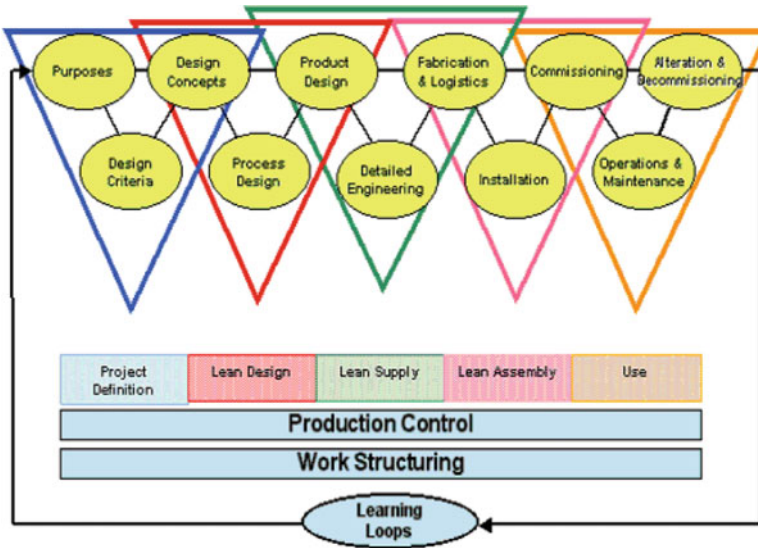 Purposes
Design
Concepts
Product
Design
Fabrication
& Logistics
Commissioning
Alteration &
Decommissioning
Design
Criteria
Process
Design
Detailed
Engineering
Installation
Operations &
Maintenance
Project
Definition
Lean Design
Lean Supply
Lean Assembly
Use
Production Control
Work Structuring
Learning
Loops